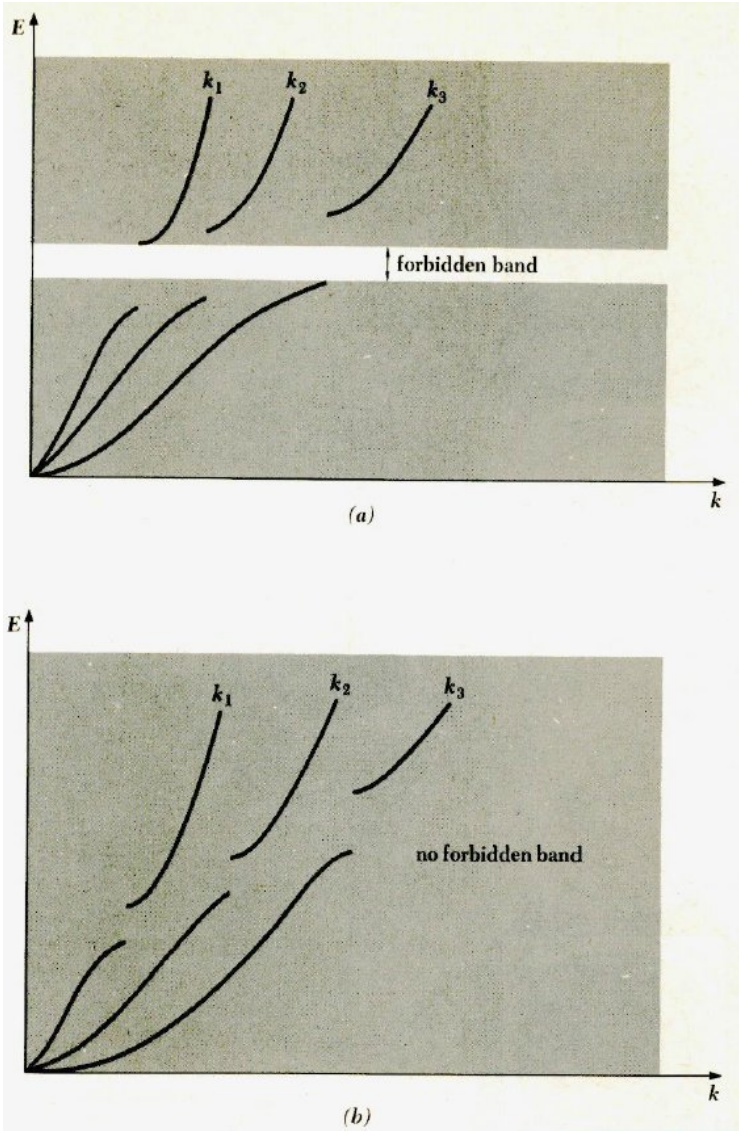 E
k₁
k₂
k₃
forbidden band
k
(a)
E
k₁
k₂
k₃
no forbidden band
k
(b)